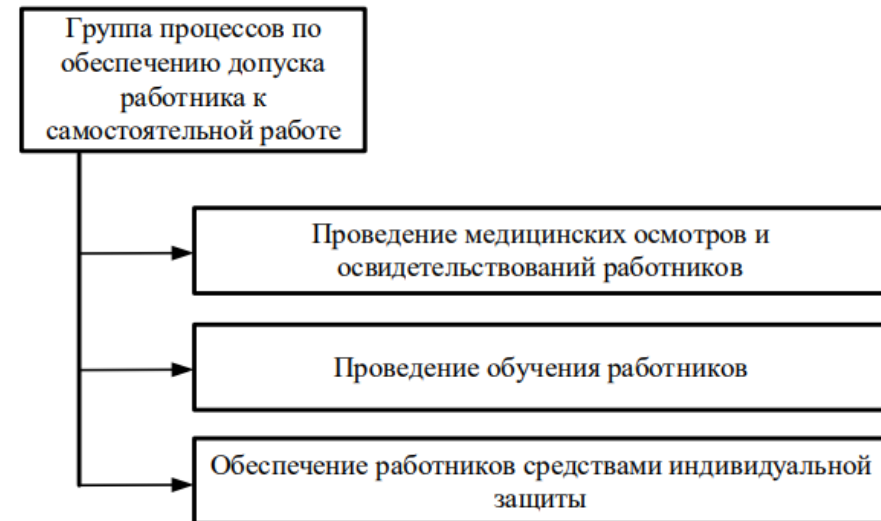 Группа процессов по
обеспечению допуска
работника к
самостоятельной работе
Проведение медицинских осмотров и
освидетельствований работников
Проведение обучения работников
Обеспечение работников средствами индивидуальной
защиты